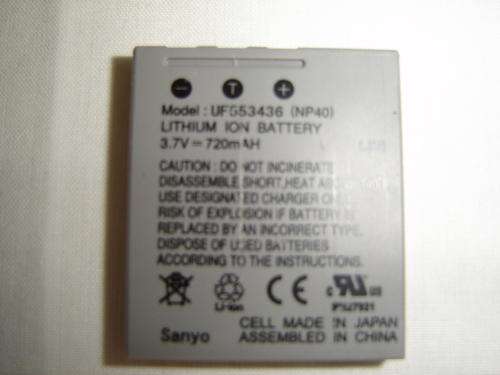 - T +
Model : UF553436 (NP40)
LITHIUM ION BATTERY
3.7V 720mAH
CAUTION : DO NOT INCINERATE
DISASSEMBLE,SHORT,HEAT ABOVE
USE DESIGNATED CHARGER ONLY
RISK OF EXPLOSION IF BATTERY IS
REPLACED BY AN INCORRECT TYPE.
DISPOSE OF USED BATTERIES
ACCORDING TO THE INSTRUCTIONS.
Li-ion CE c RU us
Sanyo
CELL MADE IN JAPAN
ASSEMBLED IN CHINA